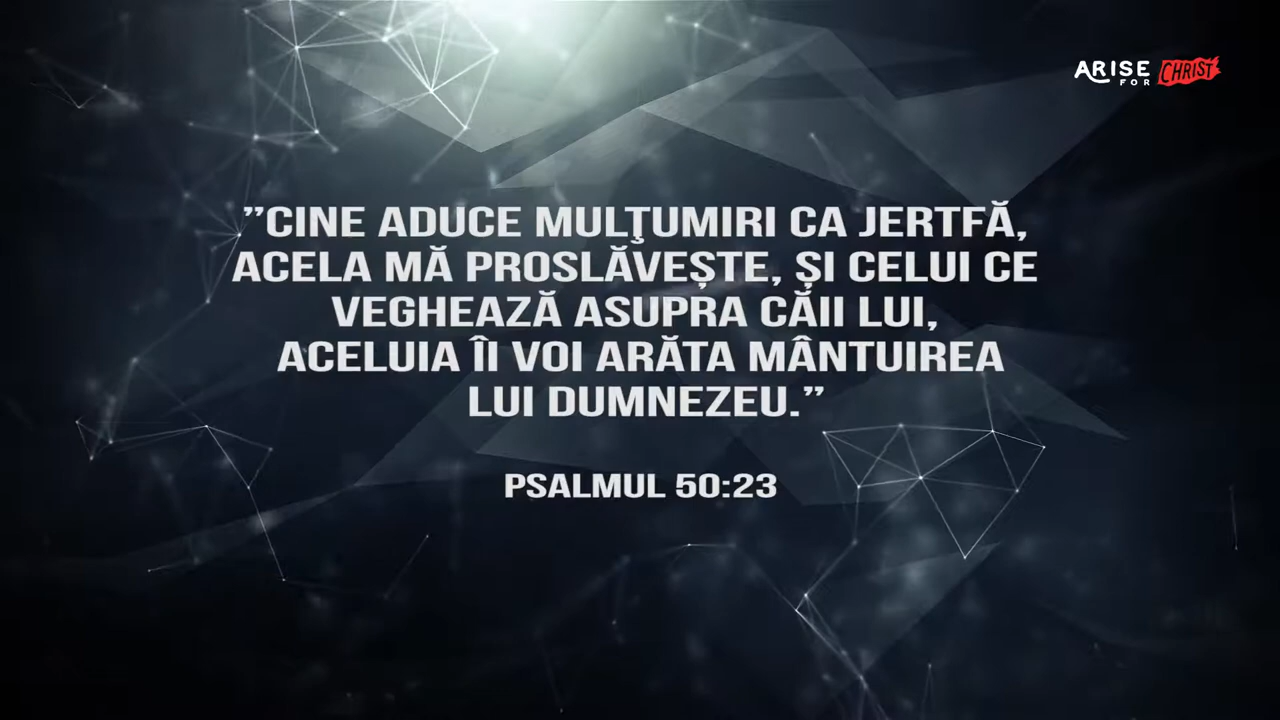 ARISE
FOR CHRIST
”CINE ADUCE MULŢUMIRI CA JERTFĂ,
ACELA MĂ PROSLĂVEȘTE, ȘI CELUI CE
VEGHEAZĂ ASUPRA CĂII LUI,
ACELUIA ÎI VOI ARĂTA MÂNTUIREA
LUI DUMNEZEU.”
PSALMUL 50:23